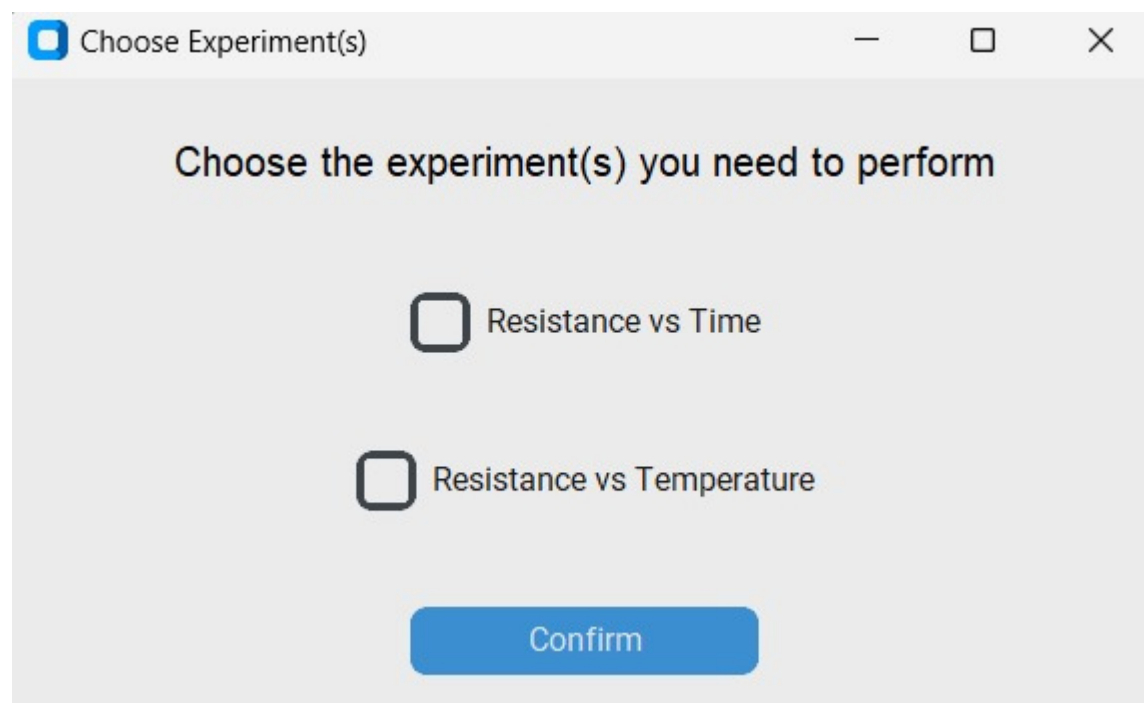 Choose Experiment(s)
Choose the experiment(s) you need to perform
Resistance vs Time
Resistance vs Temperature
Confirm